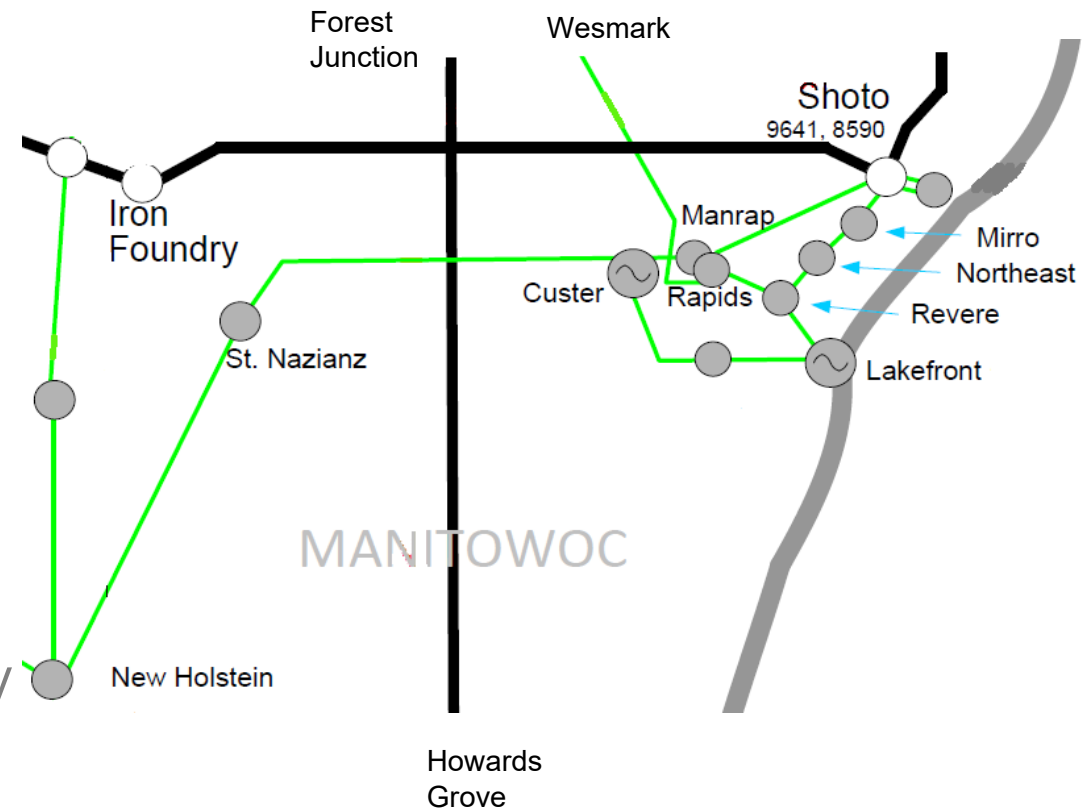 Forest
Junction
Wesmark
Shoto
9641, 8590
Iron
Foundry
Manrap
Mirro
Northeast
Custer
Rapids
Revere
St. Nazianz
Lakefront
MANITOWOC
New Holstein
Howards
Grove